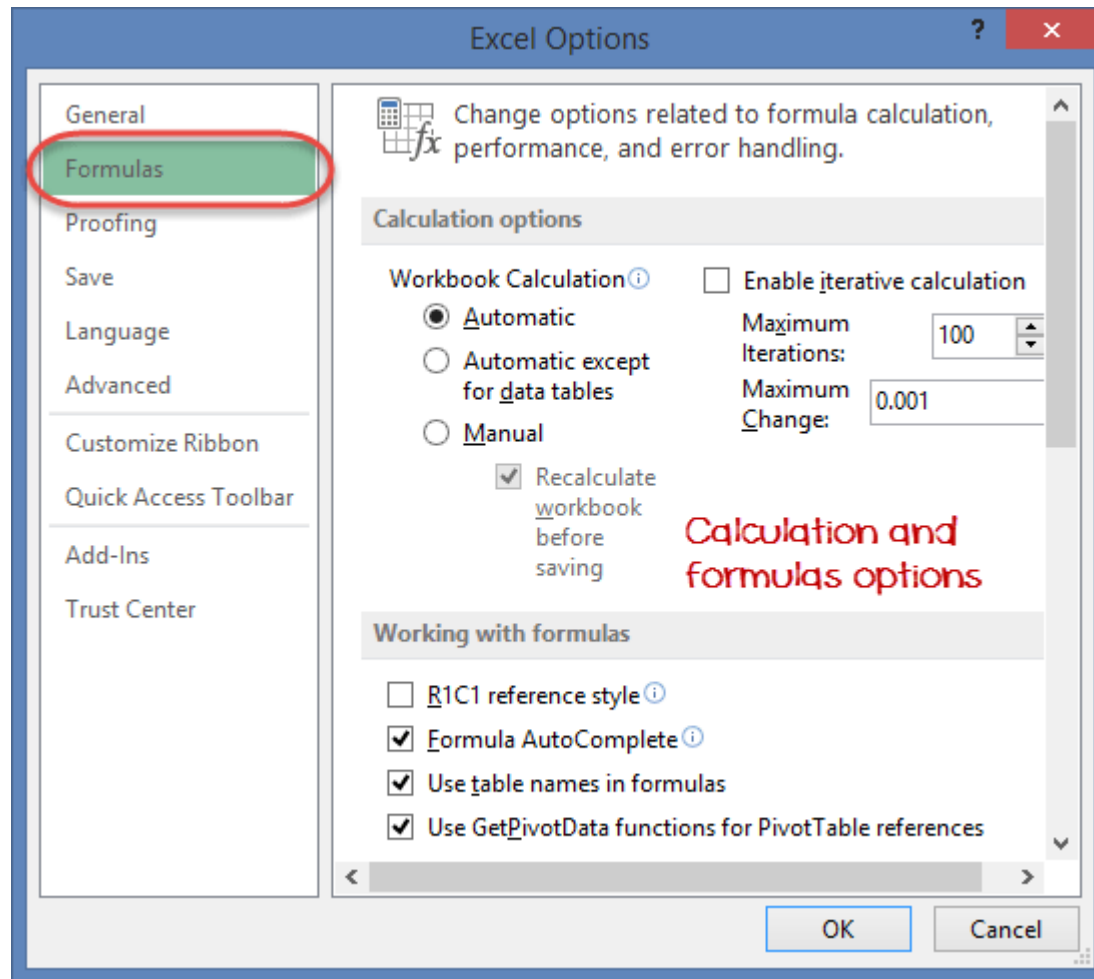 Excel Options
?
General
Formulas
Proofing
Save
Language
Advanced
Customize Ribbon
Quick Access Toolbar
Add-Ins
Trust Center
fx
Change options related to formula calculation,
performance, and error handling.
Calculation options
Workbook Calculation
Automatic
Automatic except
for data tables
Manual
Recalculate
workbook
before
saving
Enable iterative calculation
Maximum
Iterations:
100
Maximum
Change:
0.001
Calculation and
formulas options
Working with formulas
R1C1 reference style
Formula AutoComplete
Use table names in formulas
Use GetPivotData functions for PivotTable references
OK
Cancel